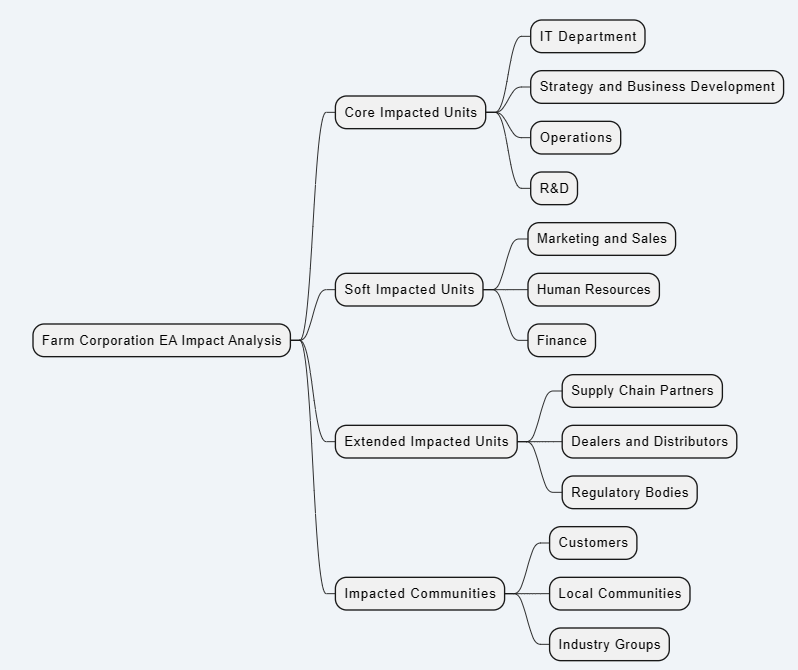 Farm Corporation EA Impact Analysis
Core Impacted Units
IT Department
Strategy and Business Development
Operations
R&D
Soft Impacted Units
Marketing and Sales
Human Resources
Finance
Extended Impacted Units
Supply Chain Partners
Dealers and Distributors
Regulatory Bodies
Impacted Communities
Customers
Local Communities
Industry Groups